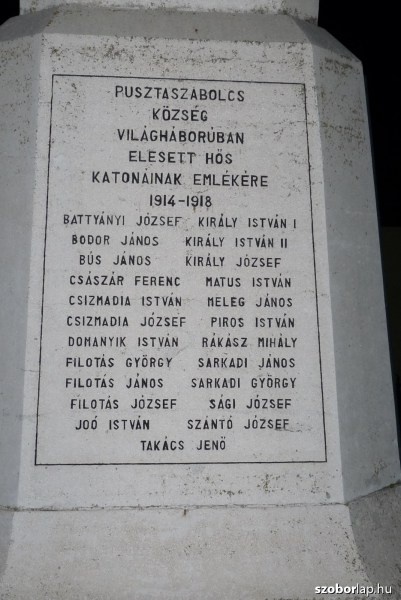 PUSZTASZABOLCS
KÖZSÉG
VILÁGHÁBORÚBAN
ELESETT HŐS
KATONÁINAK EMLÉKÉRE
1914-1918
BATTYÁNYI JÓZSEF KIRÁLY ISTVÁN I
BODOR JÁNOS KIRÁLY ISTVÁN II
BÚS JÁNOS KIRÁLY JÓZSEF
CSÁSZÁR FERENC MATUS ISTVÁN
CSIZMADIA ISTVÁN MELEG JÁNOS
CSIZMADIA JÓZSEF PIROS ISTVÁN
DOMANYIK ISTVÁN RÁKÁSZ MIHÁLY
FILOTÁS GYÖRGY SARKADI JÁNOS
FILOTÁS JÁNOS SARKADI GYÖRGY
FILOTÁS JÓZSEF SÁGI JÓZSEF
JOÓ ISTVÁN SZÁNTÓ JÓZSEF
TAKÁCS JENŐ
szoborlap.hu